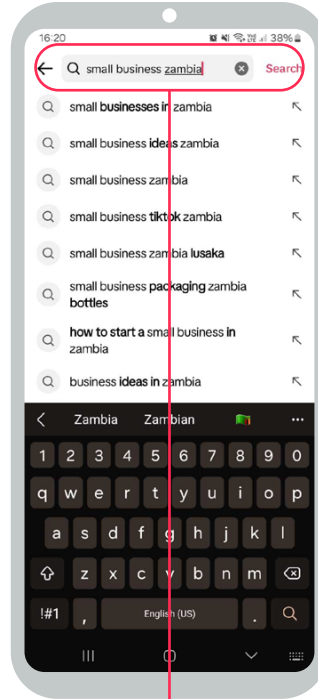 16:20 38%
small business zambia Search
small businesses in zambia
small business ideas zambia
small business zambia
small business tiktok zambia
small business zambia lusaka
small business packaging zambia
bottles
how to start a small business in
zambia
business ideas in zambia
Zambia Zambian
1 2 3 4 5 6 7 8 9 0
q w e r t y u i o p
a s d f g h j k l
z x c v b n m
!#1 , English (US) .